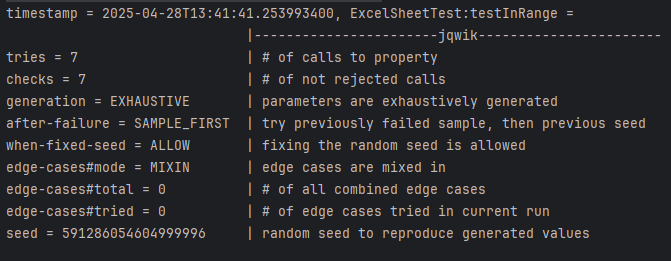 timestamp = 2025-04-28T13:41:41.253993400, ExcelSheetTest:testInRange =
                              |-----------------------jqwik-----------------------
tries = 7                     | # of calls to property
checks = 7                    | # of not rejected calls
generation = EXHAUSTIVE       | parameters are exhaustively generated
after-failure = SAMPLE_FIRST  | try previously failed sample, then previous seed
when-fixed-seed = ALLOW       | fixing the random seed is allowed
edge-cases#mode = MIXIN       | edge cases are mixed in
edge-cases#total = 0          | # of all combined edge cases
edge-cases#tried = 0          | # of edge cases tried in current run
seed = 591286054604999996     | random seed to reproduce generated values